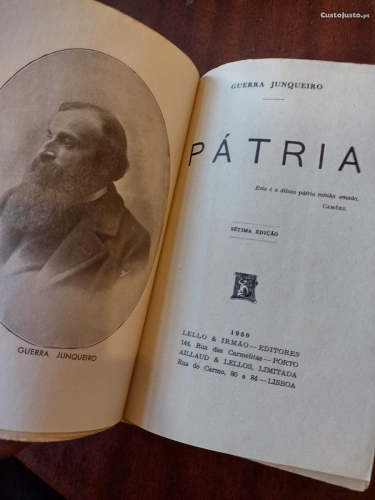 CustoJusto.pt
GUERRA JUNQUEIRO
GUERRA JUNQUEIRO
PÁTRIA
Esta é a ditosa pátria minha amada.
CAMÕES.
SÉTIMA EDIÇÃO
1950
LELLO & IRMÃO — EDITORES
144, Rua das Carmelitas — PORTO
AILLAUD & LELLOS, LIMITADA
Rua do Carmo, 80 a 84 — LISBOA